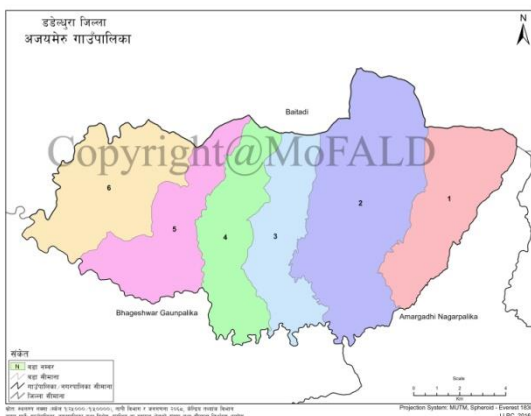 डडेल्धुरा जिल्ला
अजयमेरु गाउँपालिका
N
Baitadi
Copyright@MoFALD
6
5
4
3
2
1
Bhageshwar Gaunpalika
Amargadhi Nagarpalika
संकेत
N वडा नम्बर
वडा सीमाना
गाउँपालिका/नगरपालिका सीमाना
जिल्ला सीमाना
Scale
Km
Projection System: MUTM, Spheroid - Everest